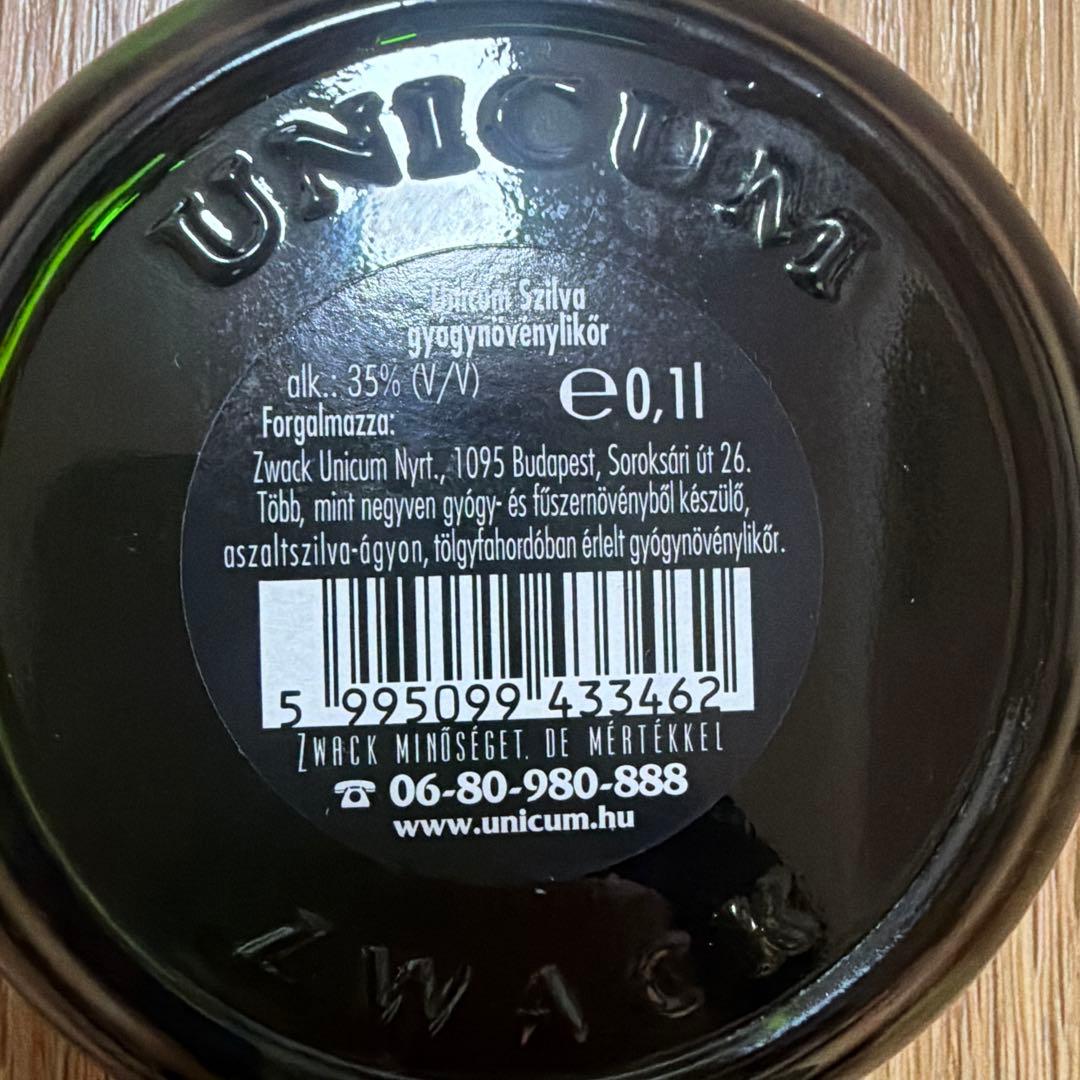 UNICUM
Unicum Szilva
gyógynövénylikőr
alk.: 35% (V/V) e0,1l
Forgalmazza:
Zwack Unicum Nyrt., 1095 Budapest, Soroksári út 26.
Több, mint negyven gyógy- és fűszernövényből készülő,
aszaltszilva-ágyon, tölgyfahordóban érlelt gyógynövénylikőr.
5 995099 433462
ZWACK MINŐSÉGET. DE MÉRTÉKKEL
☎ 06-80-980-888
www.unicum.hu
ZWACK